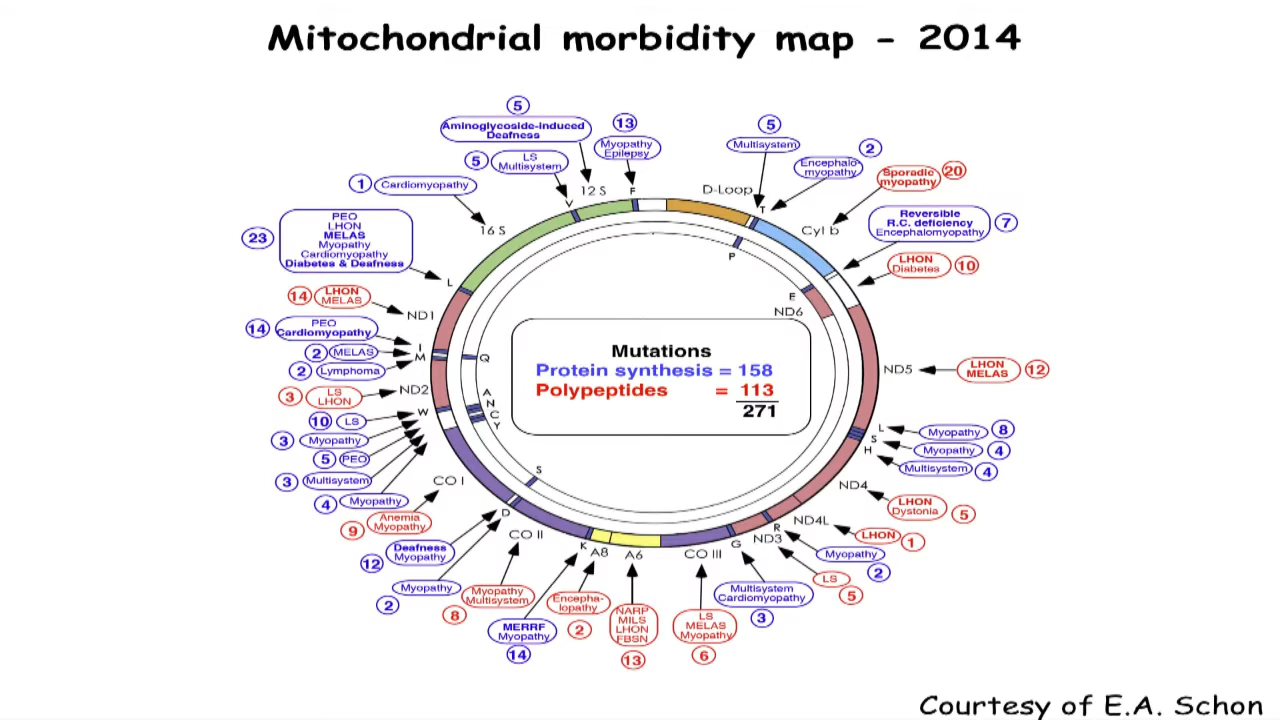 Mitochondrial morbidity map - 2014
5
Aminoglycoside-induced
Deafness
13
Myopathy
Epilepsy
5
Multisystem
2
Encephalo-
myopathy
20
Sporadic
myopathy
5
LS
Multisystem
1
Cardiomyopathy
V
12 S
F
D-Loop
T
Cyt b
16 S
7
Reversible
R.C. deficiency
Encephalomyopathy
23
PEO
LHON
MELAS
Myopathy
Cardiomyopathy
Diabetes & Deafness
P
10
LHON
Diabetes
L
E
ND6
14
LHON
MELAS
ND1
14
PEO
Cardiomyopathy
I
2
MELAS
M
Q
2
Lymphoma
Mutations
Protein synthesis = 158
Polypeptides = 113
271
ND5
LHON
MELAS
12
3
LS
LHON
ND2
A
N
C
Y
W
10
LS
3
Myopathy
5
PEO
3
Multisystem
4
Myopathy
L
S
H
Myopathy
8
Myopathy
4
Multisystem
4
S
CO I
9
Anemia
Myopathy
ND4
LHON
Dystonia
5
D
12
Deafness
Myopathy
2
Myopathy
CO II
8
Myopathy
Multisystem
K
MERRF
Myopathy
14
A8
Encepha-
lopathy
2
A6
NARP
MILS
LHON
FBSN
13
CO III
LS
MELAS
Myopathy
6
G
Multisystem
Cardiomyopathy
3
ND3
LS
5
R
Myopathy
2
ND4L
LHON
1
Courtesy of E.A. Schon